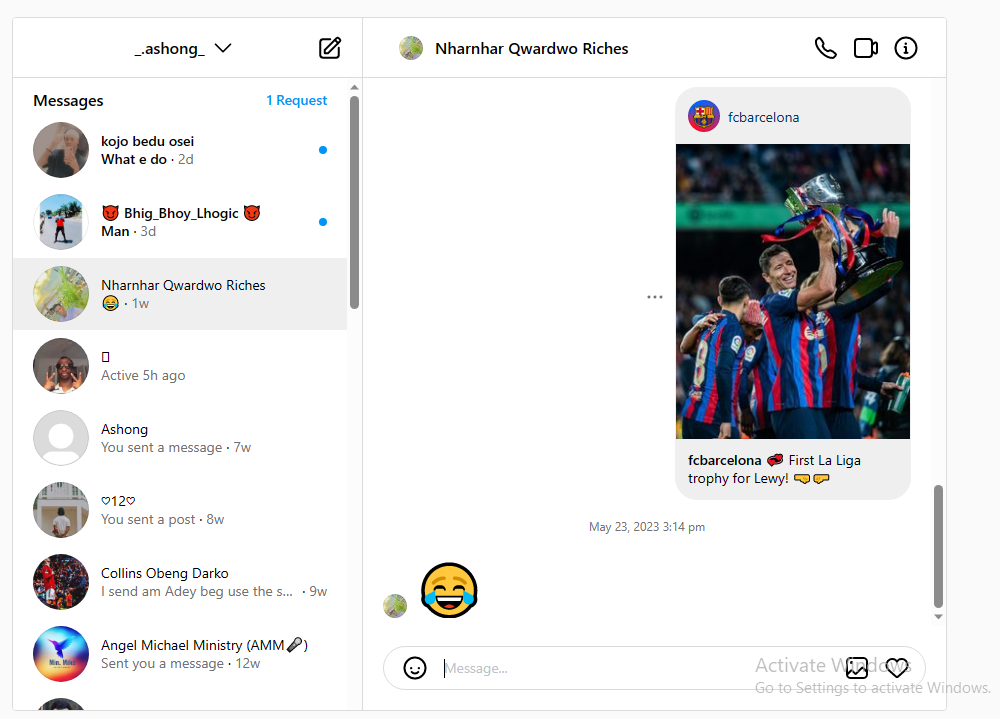 _.ashong_
Nharnhar Qwardwo Riches
Messages
1 Request
kojo bedu osei
What e do · 2d
😈 Bhig_Bhoy_Lhogic 😈
Man · 3d
Nharnhar Qwardwo Riches
😂 · 1w
Active 5h ago
Ashong
You sent a message · 7w
♡12♡
You sent a post · 8w
Collins Obeng Darko
I send am Adey beg use the s... · 9w
Angel Michael Ministry (AMM🎤)
Sent you a message · 12w
fcbarcelona
fcbarcelona 🥊 First La Liga
trophy for Lewy! 🤜🤛
May 23, 2023 3:14 pm
😂
Message...
Activate Windows
Go to Settings to activate Windows.